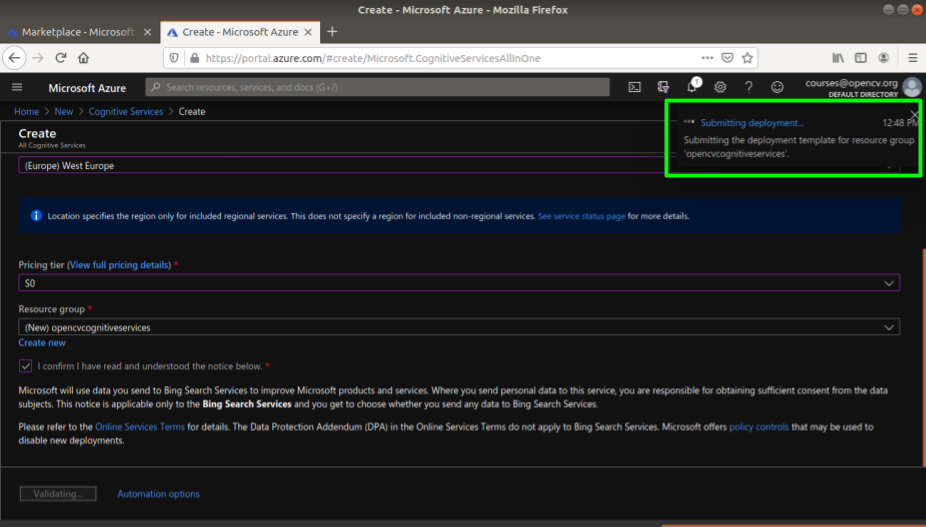 Create - Microsoft Azure - Mozilla Firefox
Marketplace - Microsoft
Create - Microsoft Azure
https://portal.azure.com/#create/Microsoft.CognitiveServicesAllInOne
Microsoft Azure
Search resources, services, and docs (G+/)
1
courses@opencv.org
DEFAULT DIRECTORY
Home > New > Cognitive Services > Create
Create
All Cognitive Services
Submitting deployment...
12:48 PM
Submitting the deployment template for resource group
'opencvcognitiveservices'.
(Europe) West Europe
Location specifies the region only for included regional services. This does not specify a region for included non-regional services. See service status page for more details.
Pricing tier (View full pricing details) *
S0
Resource group *
(New) opencvcognitiveservices
Create new
I confirm I have read and understood the notice below. *
Microsoft will use data you send to Bing Search Services to improve Microsoft products and services. Where you send personal data to this service, you are responsible for obtaining sufficient consent from the data
subjects. This notice is applicable only to the Bing Search Services and you get to choose whether you send any data to Bing Search Services.
Please refer to the Online Services Terms for details. The Data Protection Addendum (DPA) in the Online Services Terms do not apply to Bing Search Services. Microsoft offers policy controls that may be used to
disable new deployments.
Validating...
Automation options